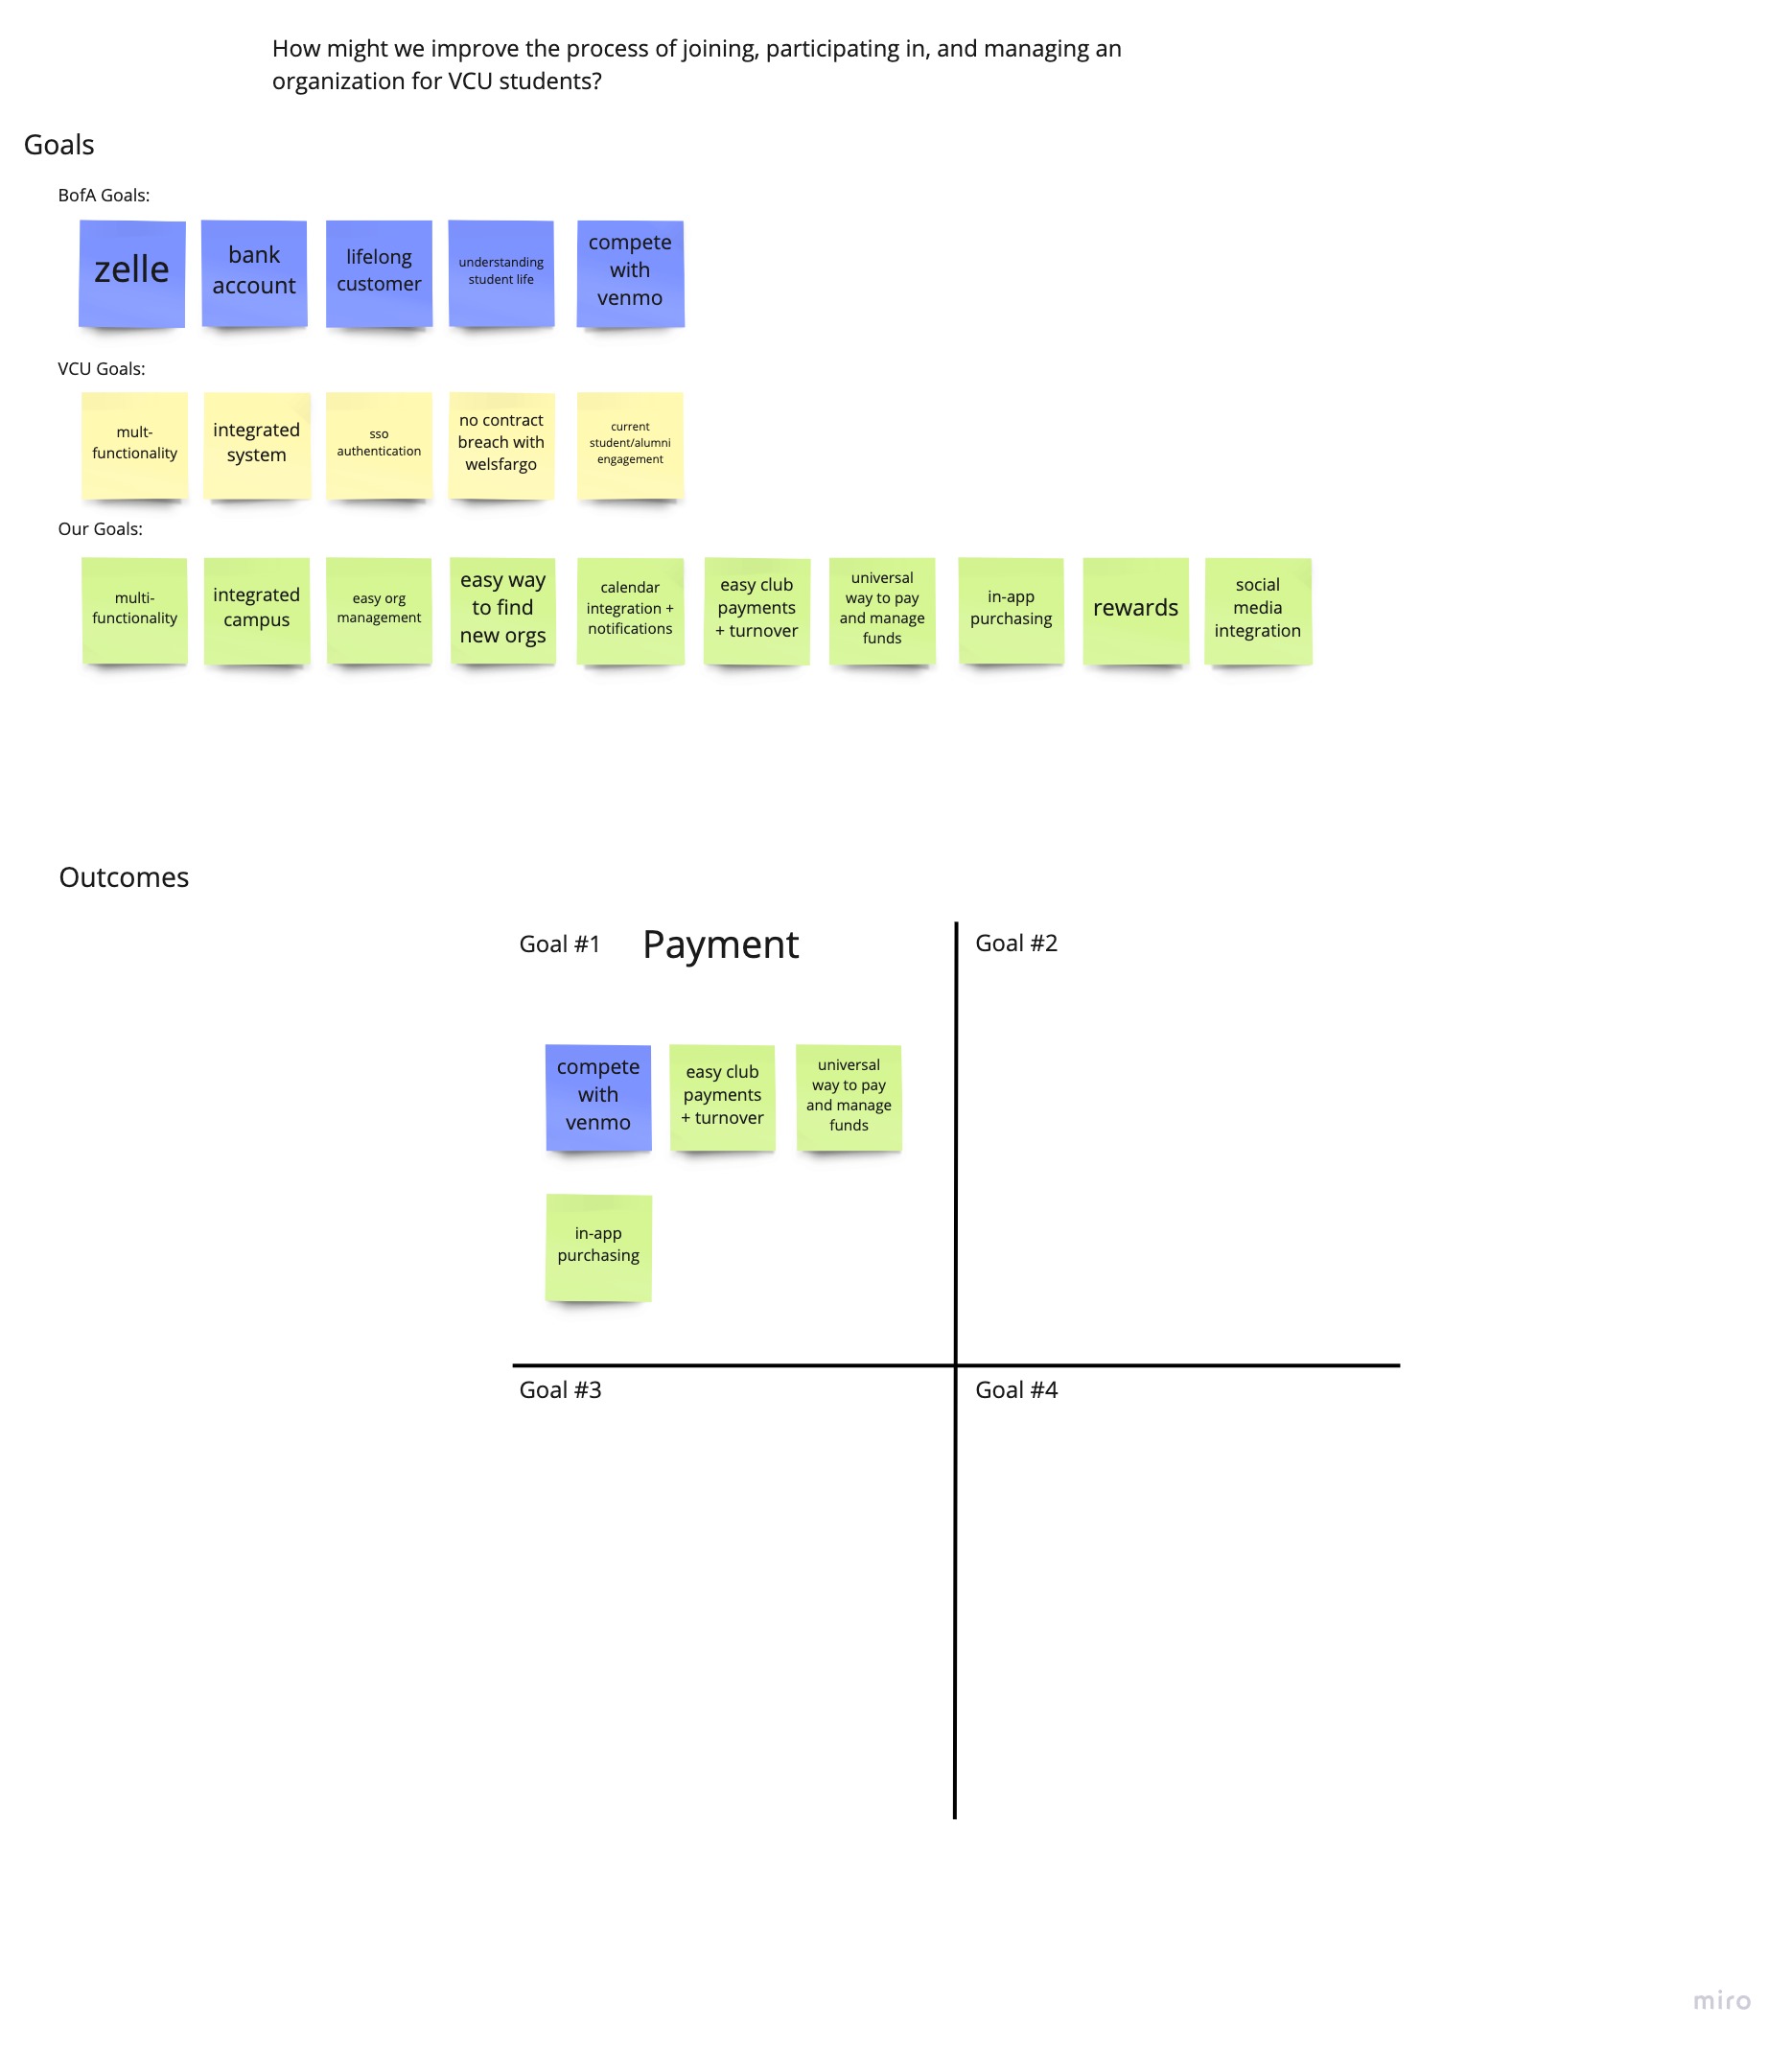 How might we improve the process of joining, participating in, and managing an
organization for VCU students?
Goals
BofA Goals:
zelle
bank
account
lifelong
customer
understanding
student life
compete
with
venmo
VCU Goals:
mult-
functionality
integrated
system
sso
authentication
no contract
breach with
welsfargo
current
student/alumni
engagement
Our Goals:
multi-
functionality
integrated
campus
easy org
management
easy way
to find
new orgs
calendar
integration +
notifications
easy club
payments
+ turnover
universal
way to pay
and manage
funds
in-app
purchasing
rewards
social
media
integration
Outcomes
Goal #1 Payment
Goal #2
compete
with
venmo
easy club
payments
+ turnover
universal
way to pay
and manage
funds
in-app
purchasing
Goal #3
Goal #4
miro